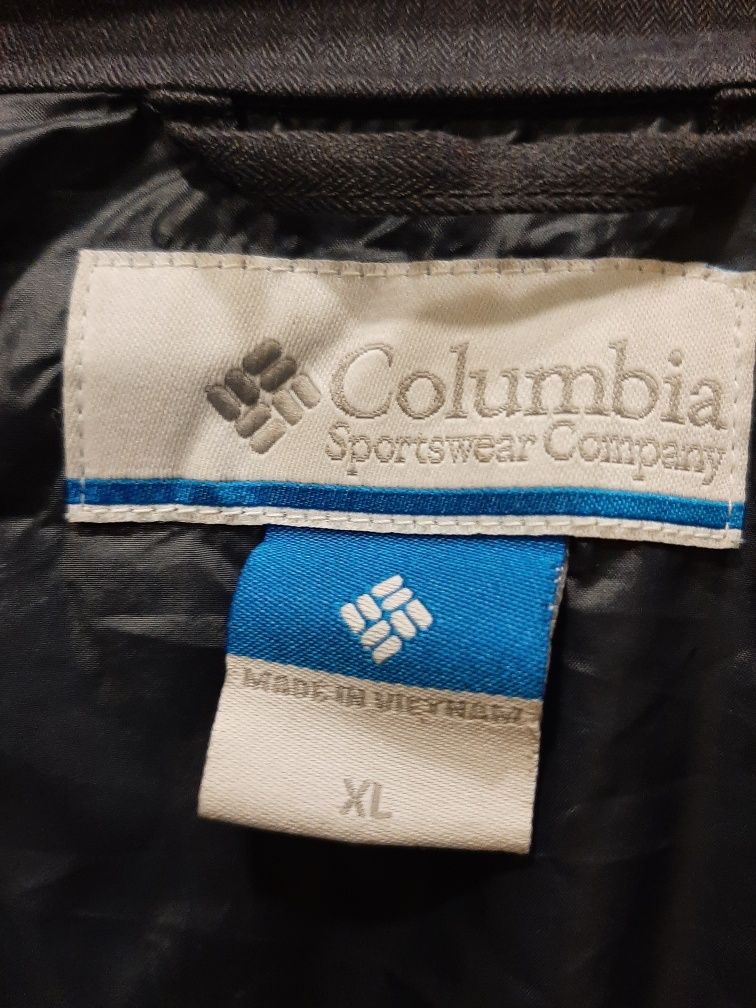 Columbia
Sportswear Company
MADE IN VIETNAM
XL